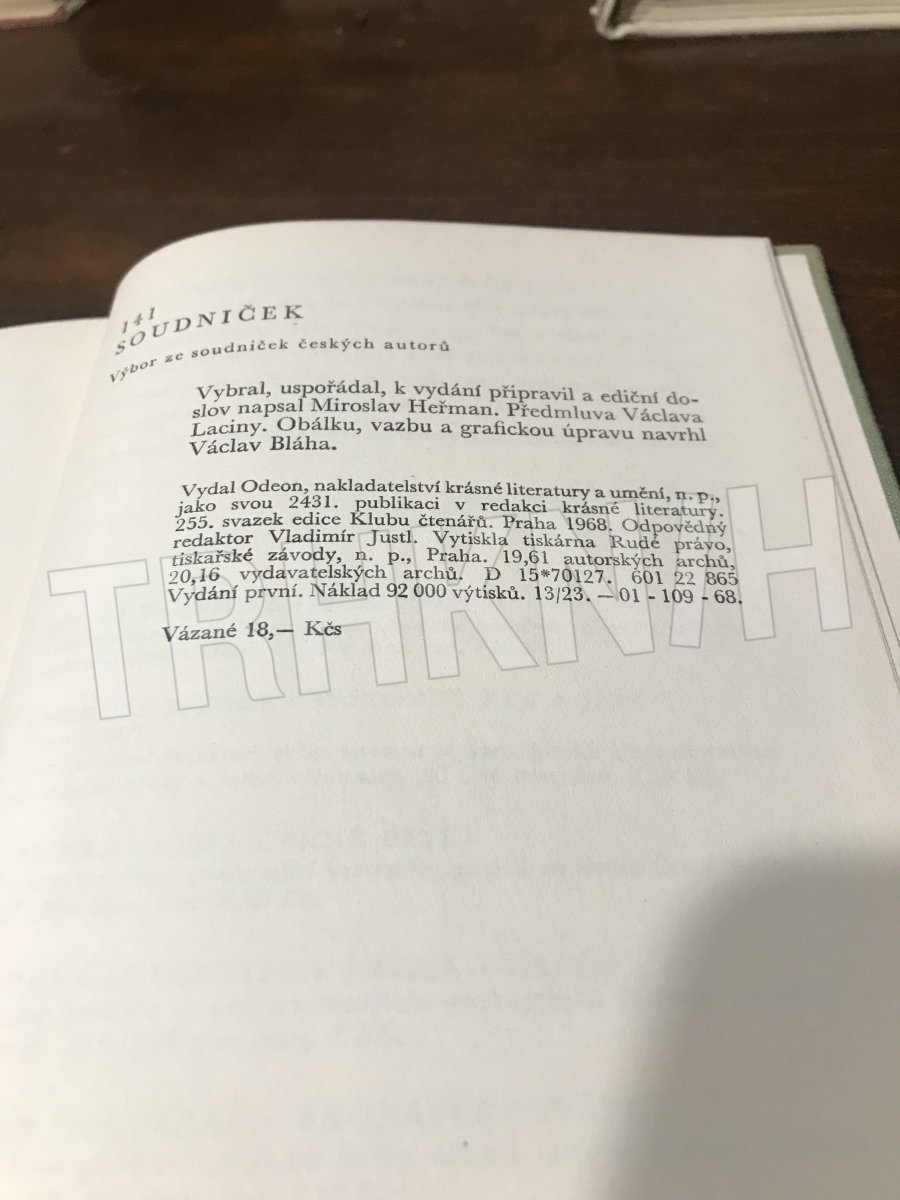 141
SOUDNIČEK
Výbor ze soudniček českých autorů
Vybral, uspořádal, k vydání připravil a ediční do-
slov napsal Miroslav Heřman. Předmluva Václava
Laciny. Obálku, vazbu a grafickou úpravu navrhl
Václav Bláha.
Vydal Odeon, nakladatelství krásné literatury a umění, n. p.,
jako svou 2431. publikaci v redakci krásné literatury.
255. svazek edice Klubu čtenářů. Praha 1968. Odpovědný
redaktor Vladimír Justl. Vytiskla tiskárna Rudé právo,
tiskařské závody, n. p., Praha. 19,61 autorských archů,
20,16 vydavatelských archů. D 15*70127. 601 22 865
Vydání první. Náklad 92 000 výtisků. 13/23. — 01 - 109 - 68.
Vázané 18,— Kčs
TRHKNIH